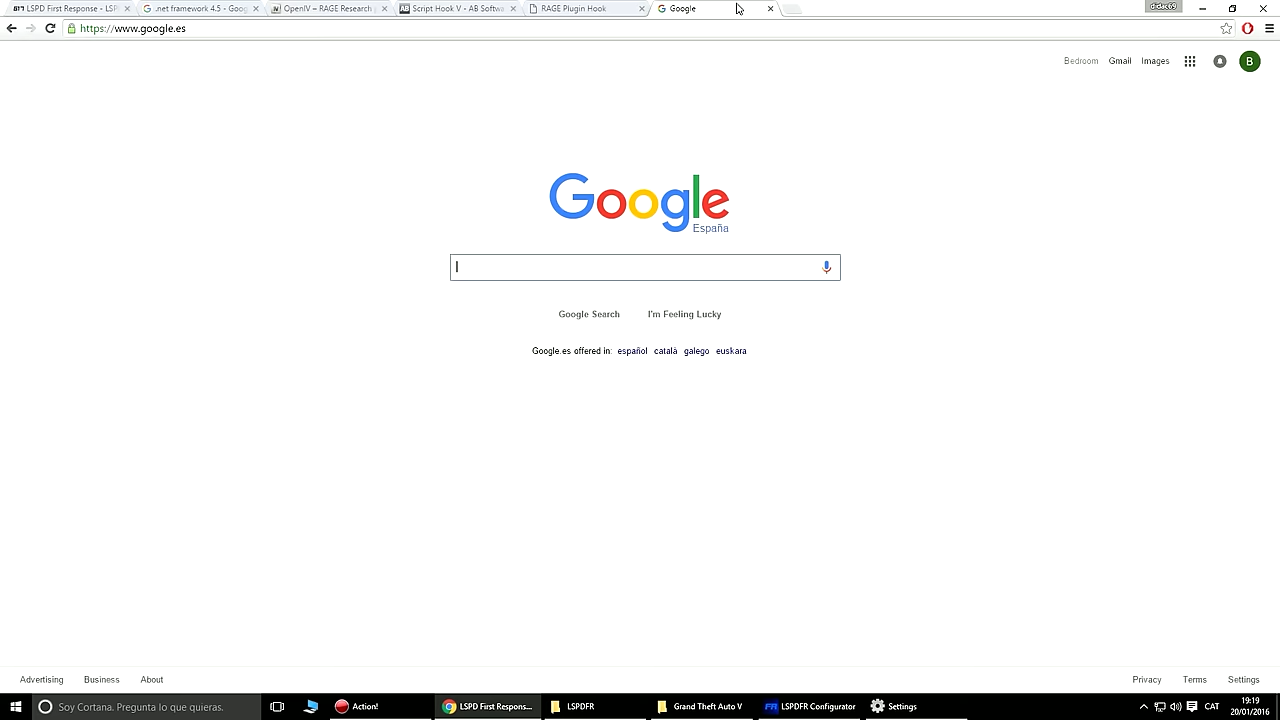 LSPD First Response - LSP
.net framework 4.5 - Goog
OpenIV – RAGE Research
Script Hook V - AB Softwa
RAGE Plugin Hook
Google
https://www.google.es
Bedroom Gmail Images B
Google
España
Google Search I'm Feeling Lucky
Google.es offered in: español català galego euskara
Advertising Business About
Privacy Terms Settings
Soy Cortana. Pregunta lo que quieras.
Action!
LSPD First Respons...
LSPDFR
Grand Theft Auto V
LSPDFR Configurator
Settings
CAT
19:19
20/01/2016